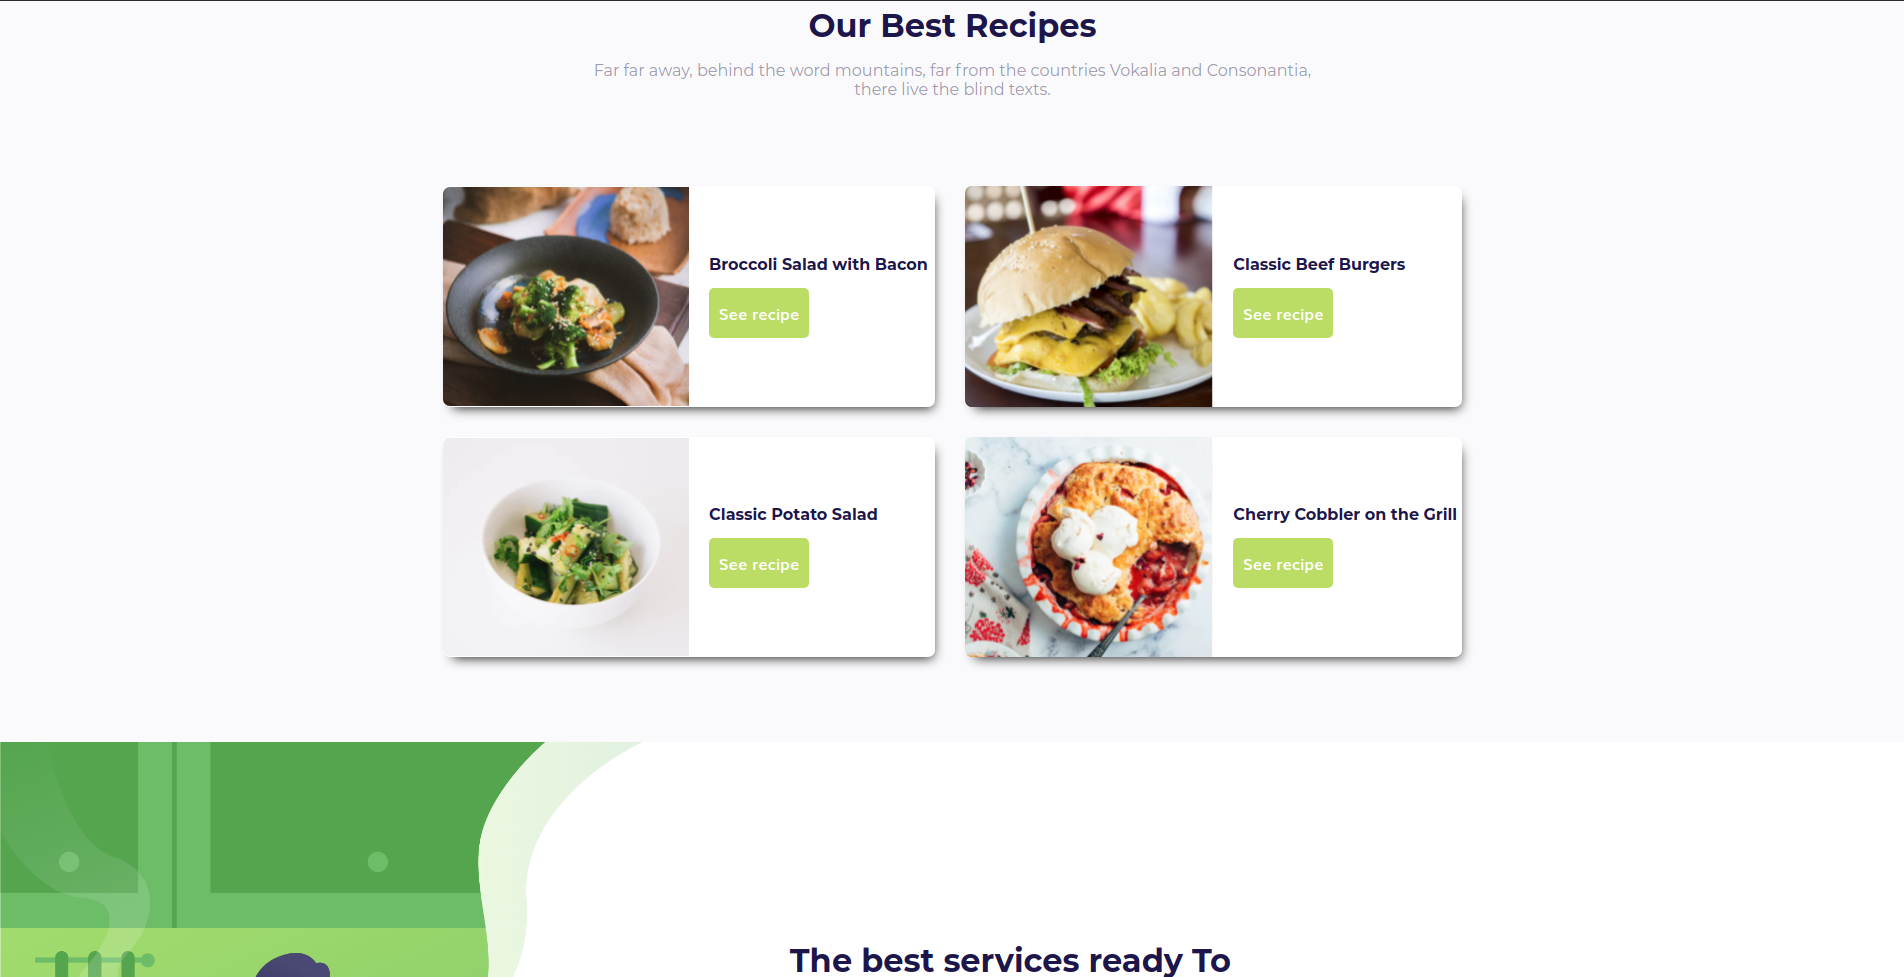 Our Best Recipes
Far far away, behind the word mountains, far from the countries Vokalia and Consonantia,
there live the blind texts.
Broccoli Salad with Bacon
See recipe
Classic Beef Burgers
See recipe
Classic Potato Salad
See recipe
Cherry Cobbler on the Grill
See recipe
The best services ready To